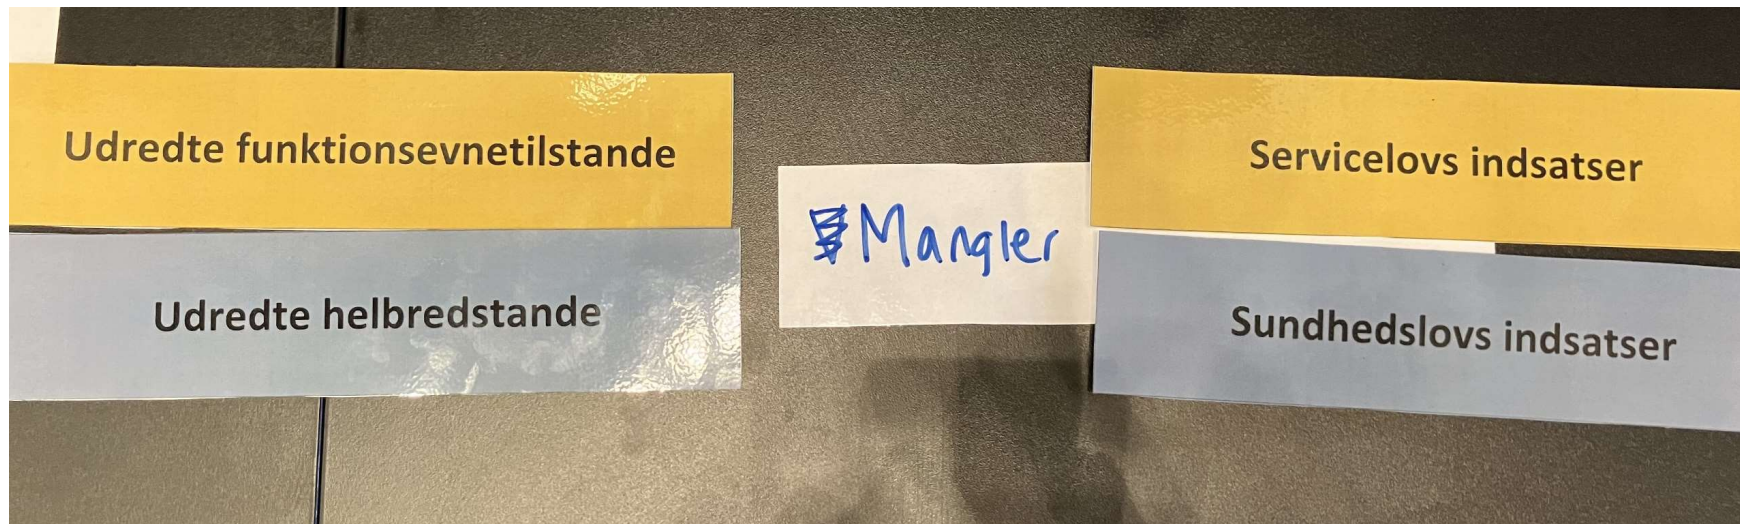 Udredte funktionsevnetilstande
Udredte helbredstande
Mangler
Servicelovs indsatser
Sundhedslovs indsatser